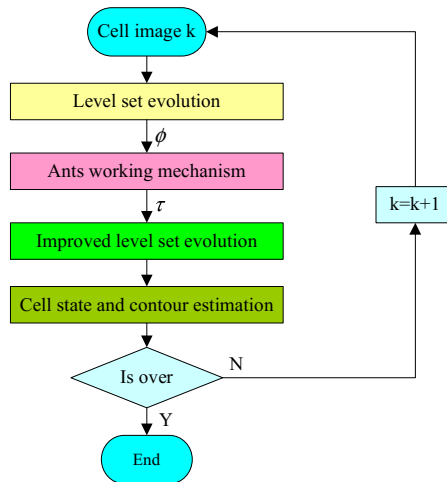 Cell image k
Level set evolution
ϕ
Ants working mechanism
τ
k=k+1
Improved level set evolution
Cell state and contour estimation
Is over
N
Y
End